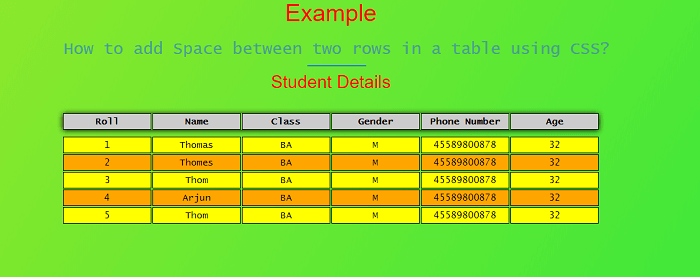 Example
How to add Space between two rows in a table using CSS?
Student Details
Roll Name Class Gender Phone Number Age
1 Thomas BA M 45589800878 32
2 Thomes BA M 45589800878 32
3 Thom BA M 45589800878 32
4 Arjun BA M 45589800878 32
5 Thom BA M 45589800878 32